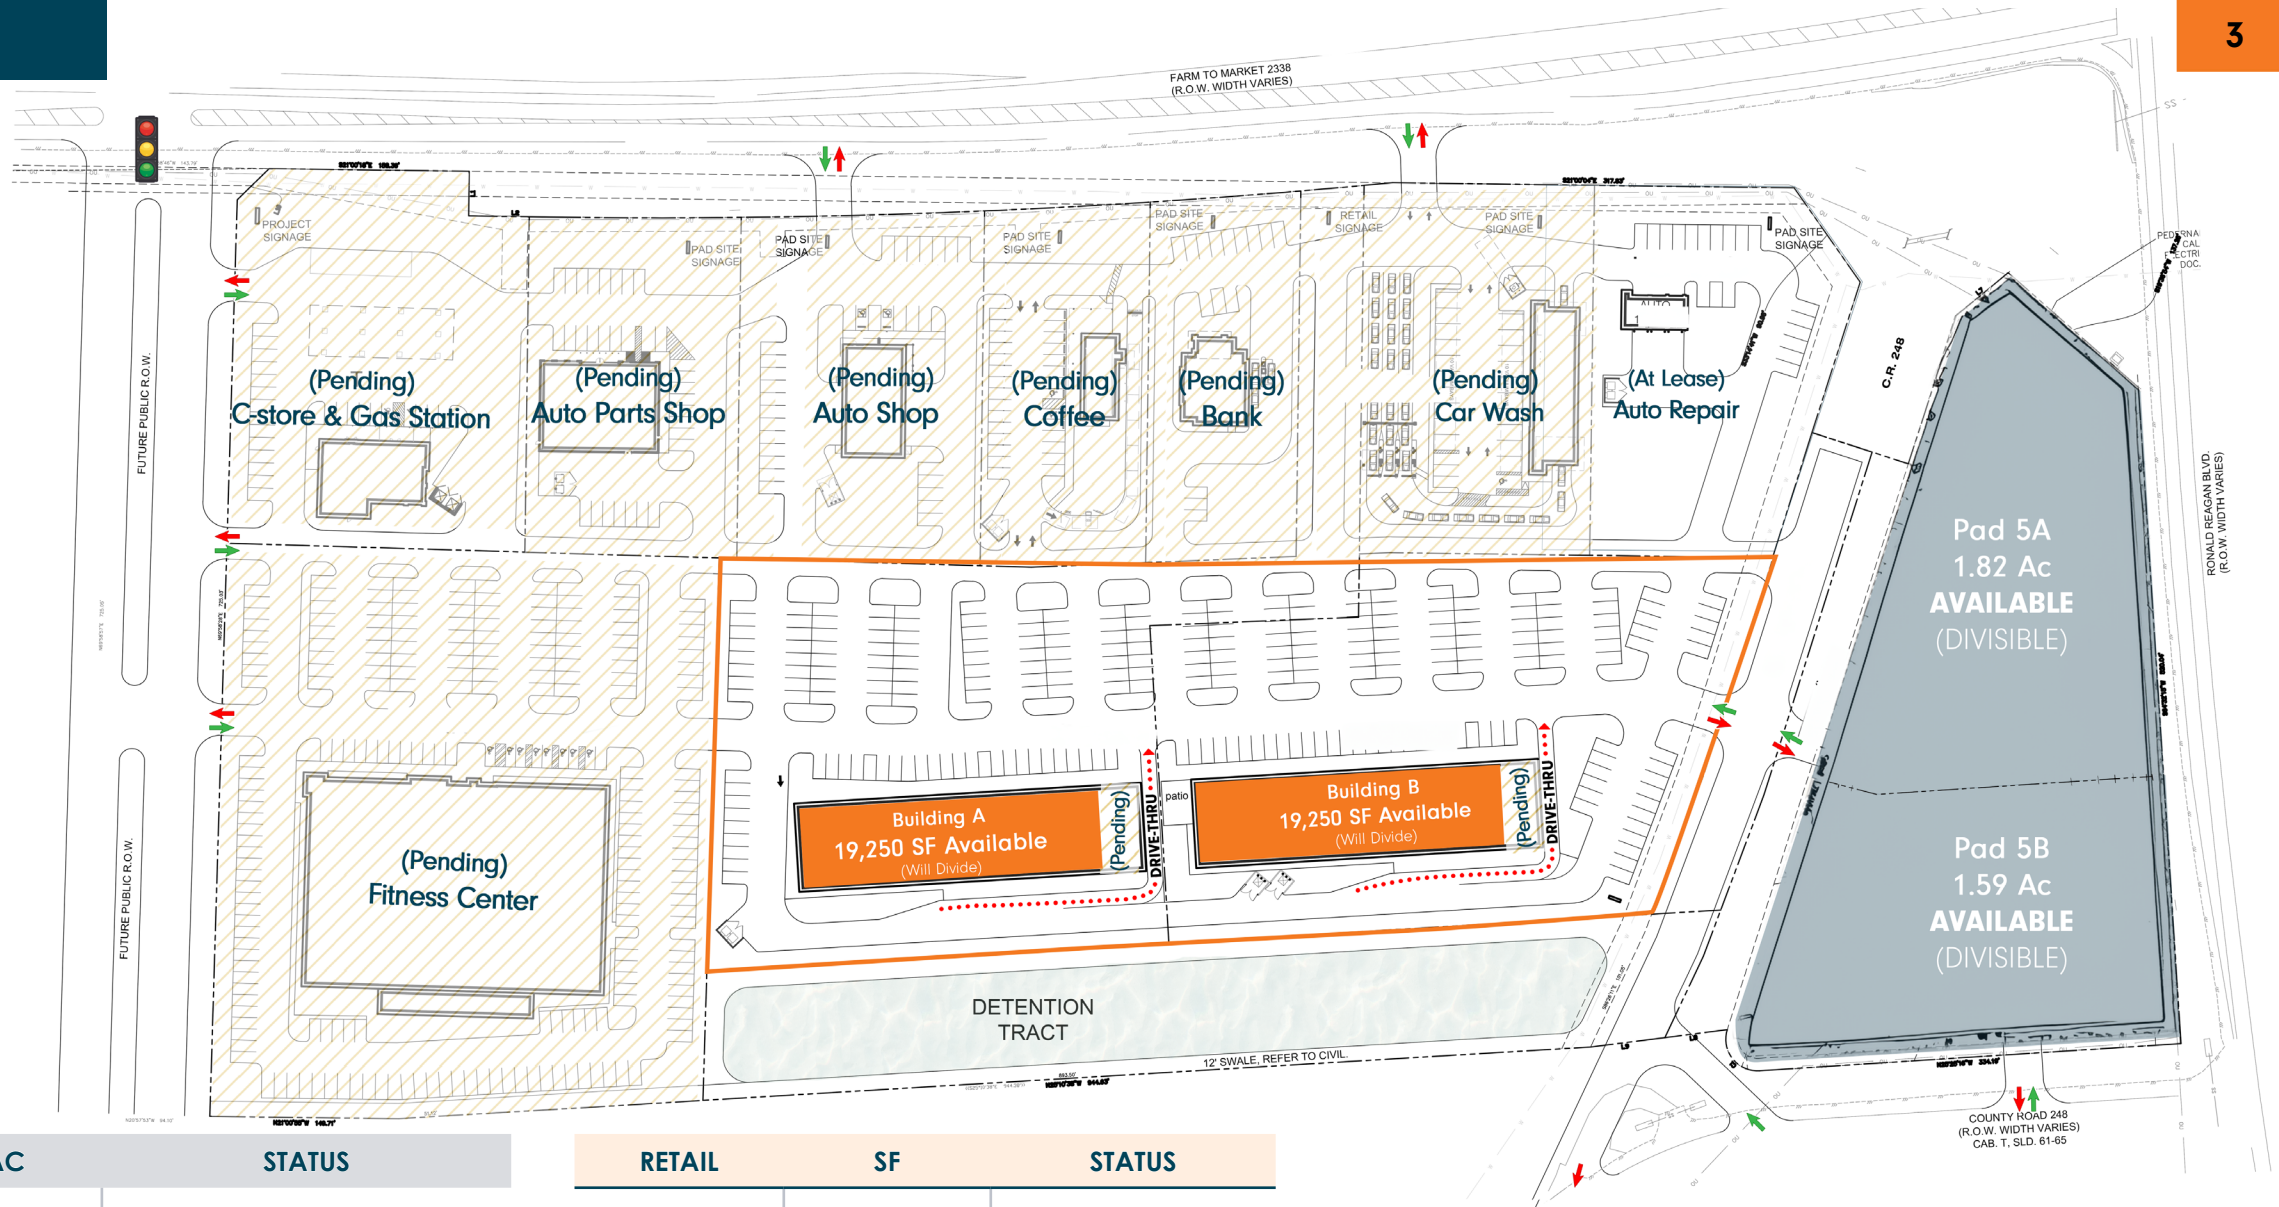 3
FARM TO MARKET 2338
(R.O.W. WIDTH VARIES)
PROJECT
SIGNAGE
PAD SITE
SIGNAGE
PAD SITE
SIGNAGE
PAD SITE
SIGNAGE
PAD SITE
SIGNAGE
RETAIL
SIGNAGE
PAD SITE
SIGNAGE
PAD SITE
SIGNAGE
(Pending)
C-store & Gas Station
(Pending)
Auto Parts Shop
(Pending)
Auto Shop
(Pending)
Coffee
(Pending)
Bank
(Pending)
Car Wash
(At Lease)
Auto Repair
C.R. 248
FUTURE PUBLIC R.O.W.
RONALD REAGAN BLVD.
(R.O.W. WIDTH VARIES)
Pad 5A
1.82 Ac
AVAILABLE
(DIVISIBLE)
Pad 5B
1.59 Ac
AVAILABLE
(DIVISIBLE)
Building A
19,250 SF Available
(Will Divide)
(Pending)
DRIVE-THRU
patio
Building B
19,250 SF Available
(Will Divide)
(Pending)
DRIVE-THRU
(Pending)
Fitness Center
FUTURE PUBLIC R.O.W.
DETENTION
TRACT
12' SWALE, REFER TO CIVIL.
COUNTY ROAD 248
(R.O.W. WIDTH VARIES)
CAB. T, SLD. 61-65
STATUS
RETAIL SF STATUS